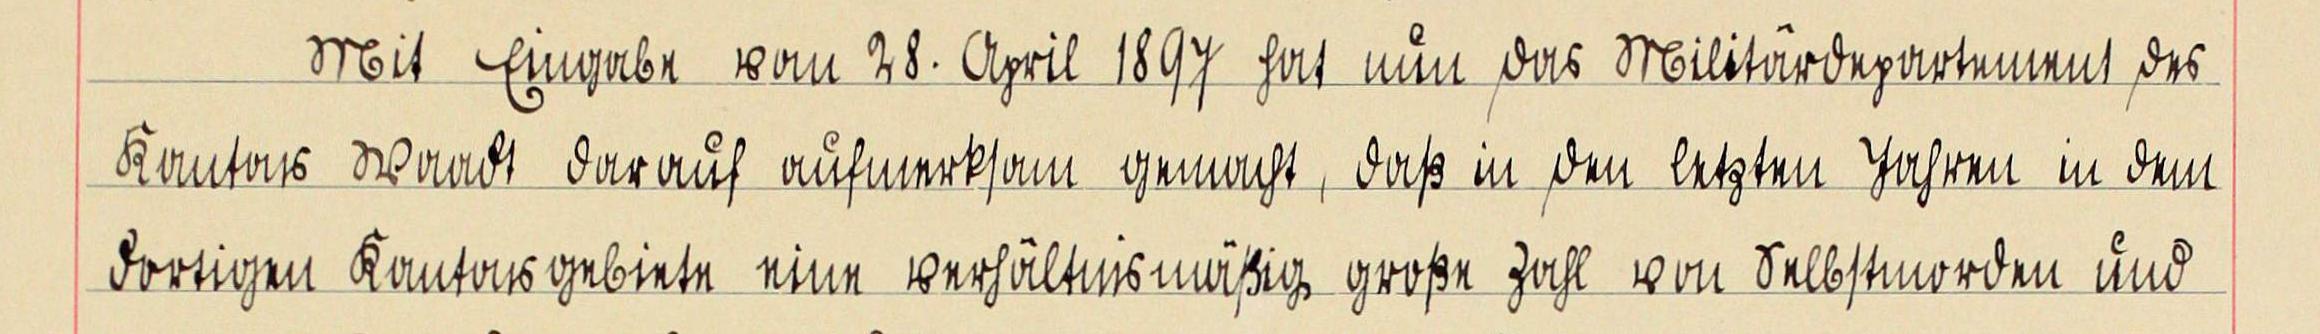 Mit Eingabe vom 28. April 1897 hat nun das Militärdepartement des
Kantons Waadt darauf aufmerksam gemacht, daß in den letzten Jahren in dem
dortigen Kantonsgebiete eine verhältnismäßig große Zahl von Selbstmorden und